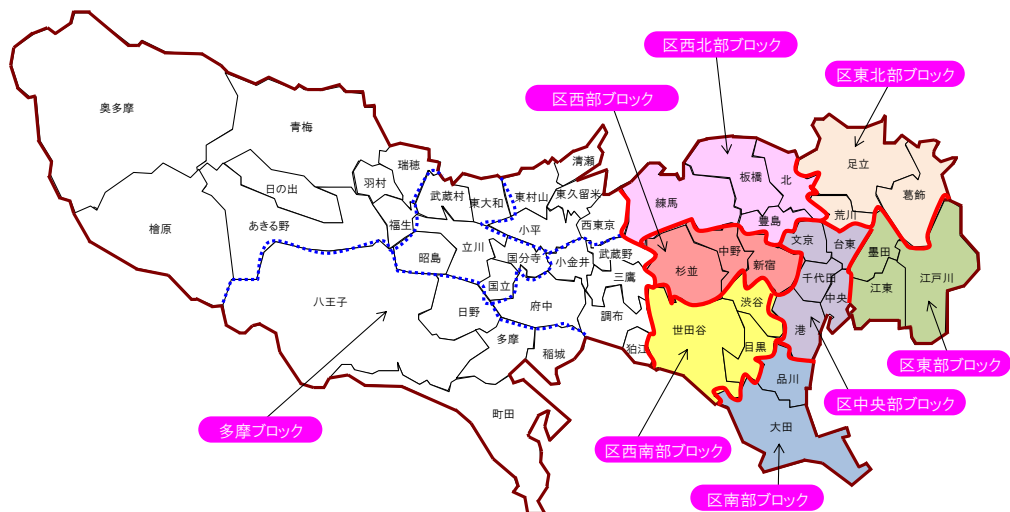 区西北部ブロック
区東北部ブロック
区西部ブロック
奥多摩
青梅
瑞穂
清瀬
足立
板橋
北
羽村
日の出
武蔵村
東大和
東村山
東久留米
練馬
葛飾
檜原
あきる野
福生
小平
西東京
豊島
荒川
立川
国分寺
小金井
武蔵野
中野
新宿
文京
台東
墨田
昭島
三鷹
杉並
千代田
江戸川
八王子
国立
江東
日野
府中
調布
渋谷
中央
世田谷
港
多摩
稲城
狛江
目黒
区東部ブロック
品川
区中央部ブロック
町田
大田
多摩ブロック
区西南部ブロック
区南部ブロック